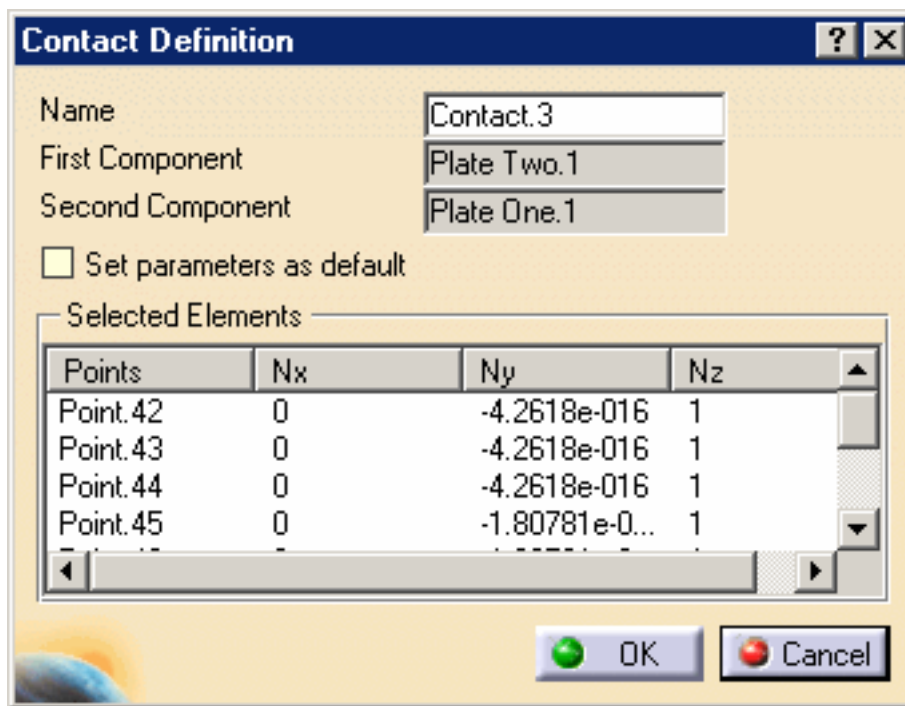 Contact Definition
Name Contact.3
First Component Plate Two.1
Second Component Plate One.1
Set parameters as default
Selected Elements
Points Nx Ny Nz
Point.42 0 -4.2618e-016 1
Point.43 0 -4.2618e-016 1
Point.44 0 -4.2618e-016 1
Point.45 0 -1.80781e-0... 1
OK Cancel